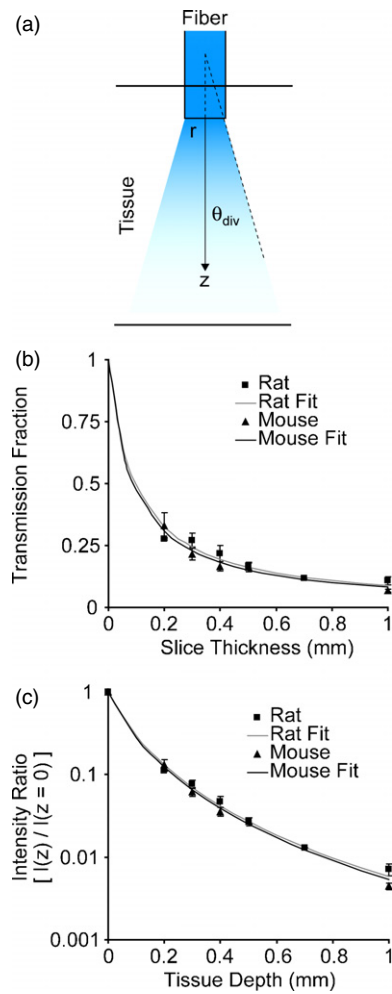 (a)
Fiber
r
Tissue
θdiv
z
(b)
Transmission Fraction
1
0.75
0.5
0.25
0
Rat
Rat Fit
Mouse
Mouse Fit
0 0.2 0.4 0.6 0.8 1
Slice Thickness (mm)
(c)
Intensity Ratio
[ I(z) / I(z = 0) ]
1
0.1
0.01
0.001
Rat
Rat Fit
Mouse
Mouse Fit
0 0.2 0.4 0.6 0.8 1
Tissue Depth (mm)